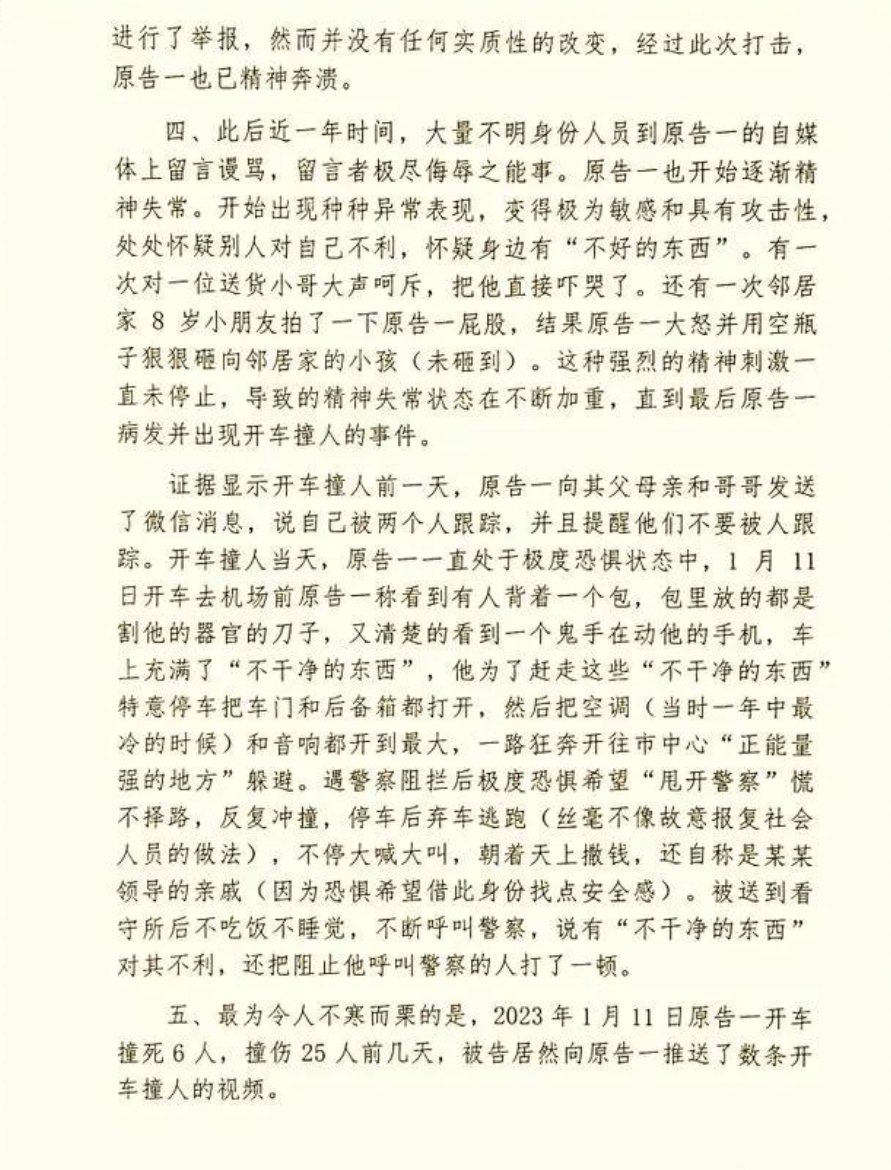 进行了举报，然而并没有任何实质性的改变，经过此次打击，
原告一也已精神奔溃。
四、此后近一年时间，大量不明身份人员到原告一的自媒
体上留言谩骂，留言者极尽侮辱之能事。原告一也开始逐渐精
神失常。开始出现种种异常表现，变得极为敏感和具有攻击性，
处处怀疑别人对自己不利，怀疑身边有“不好的东西”。有一
次对一位送货小哥大声呵斥，把他直接吓哭了。还有一次邻居
家 8 岁小朋友拍了一下原告一屁股，结果原告一大怒并用空瓶
子狠狠砸向邻居家的小孩（未砸到）。这种强烈的精神刺激一
直未停止，导致的精神失常状态在不断加重，直到最后原告一
病发并出现开车撞人的事件。
证据显示开车撞人前一天，原告一向其父母亲和哥哥发送
了微信消息，说自己被两个人跟踪，并且提醒他们不要被人跟
踪。开车撞人当天，原告一一直处于极度恐惧状态中，1 月 11
日开车去机场前原告一称看到有人背着一个包，包里放的都是
割他的器官的刀子，又清楚的看到一个鬼手在动他的手机，车
上充满了“不干净的东西”，他为了赶走这些“不干净的东西”
特意停车把车门和后备箱都打开，然后把空调（当时一年中最
冷的时候）和音响都开到最大，一路狂奔开往市中心“正能量
强的地方”躲避。遇警察阻拦后极度恐惧希望“甩开警察”慌
不择路，反复冲撞，停车后弃车逃跑（丝毫不像故意报复社会
人员的做法），不停大喊大叫，朝着天上撒钱，还自称是某某
领导的亲戚（因为恐惧希望借此身份找点安全感）。被送到看
守所后不吃饭不睡觉，不断呼叫警察，说有“不干净的东西”
对其不利，还把阻止他呼叫警察的人打了一顿。
五、最为令人不寒而栗的是，2023 年 1 月 11 日原告一开车
撞死 6 人，撞伤 25 人前几天，被告居然向原告一推送了数条开
车撞人的视频。